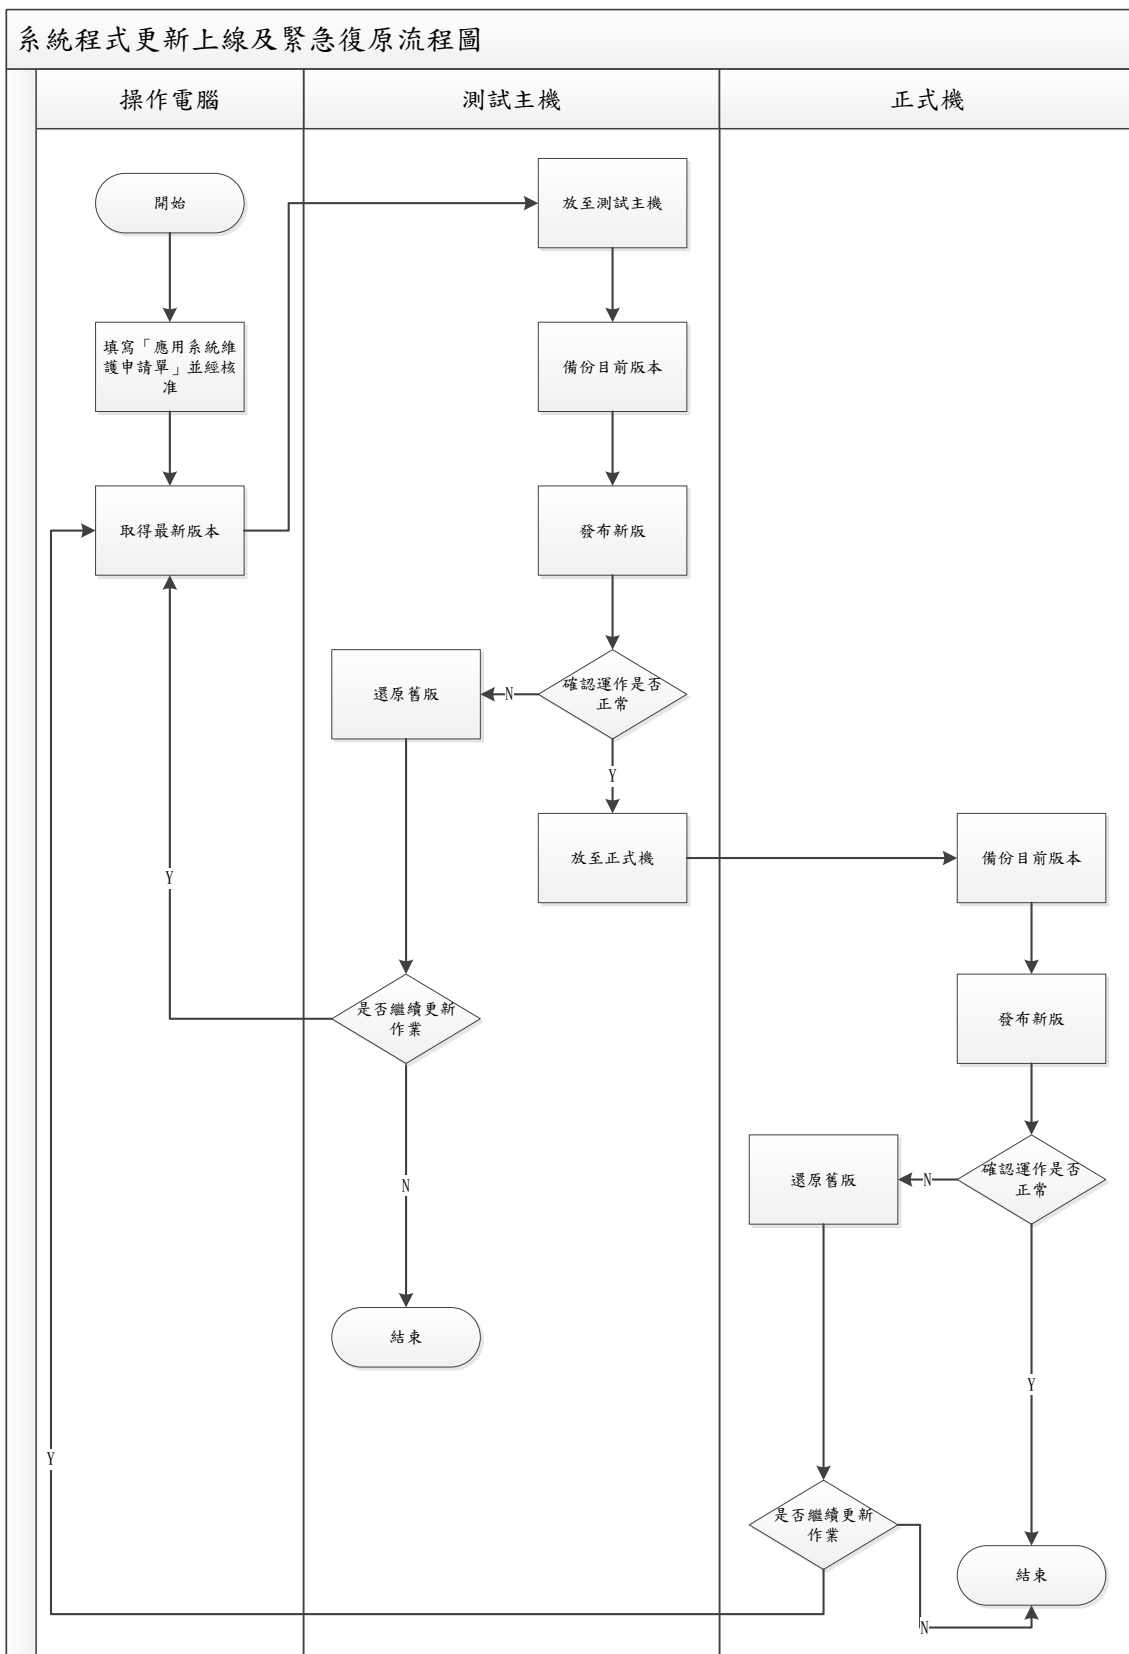 系統程式更新上線及緊急復原流程圖
操作電腦
測試主機
正式機
開始
填寫「應用系統維
護申請單」並經核
准
取得最新版本
放至測試主機
備份目前版本
發布新版
確認運作是否
正常
N
還原舊版
Y
放至正式機
Y
是否繼續更新
作業
N
結束
備份目前版本
發布新版
確認運作是否
正常
N
還原舊版
Y
Y
是否繼續更新
作業
N
結束